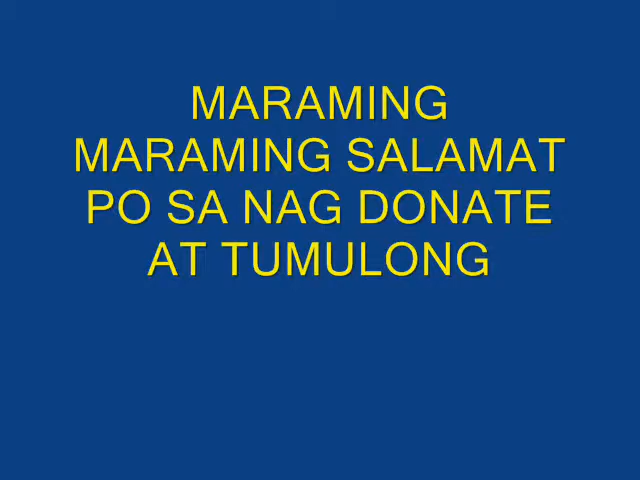 MARAMING
MARAMING SALAMAT
PO SA NAG DONATE
AT TUMULONG